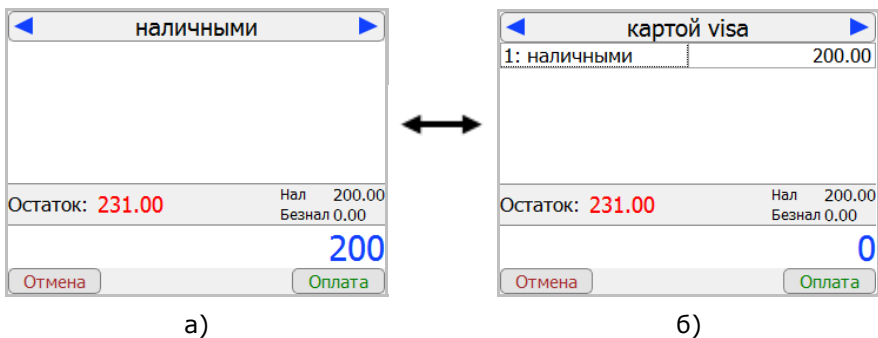 наличными
Остаток: 231.00
Нал 200.00
Безнал 0.00
200
Отмена
Оплата
а)
картой visa
1: наличными 200.00
Остаток: 231.00
Нал 200.00
Безнал 0.00
0
Отмена
Оплата
б)